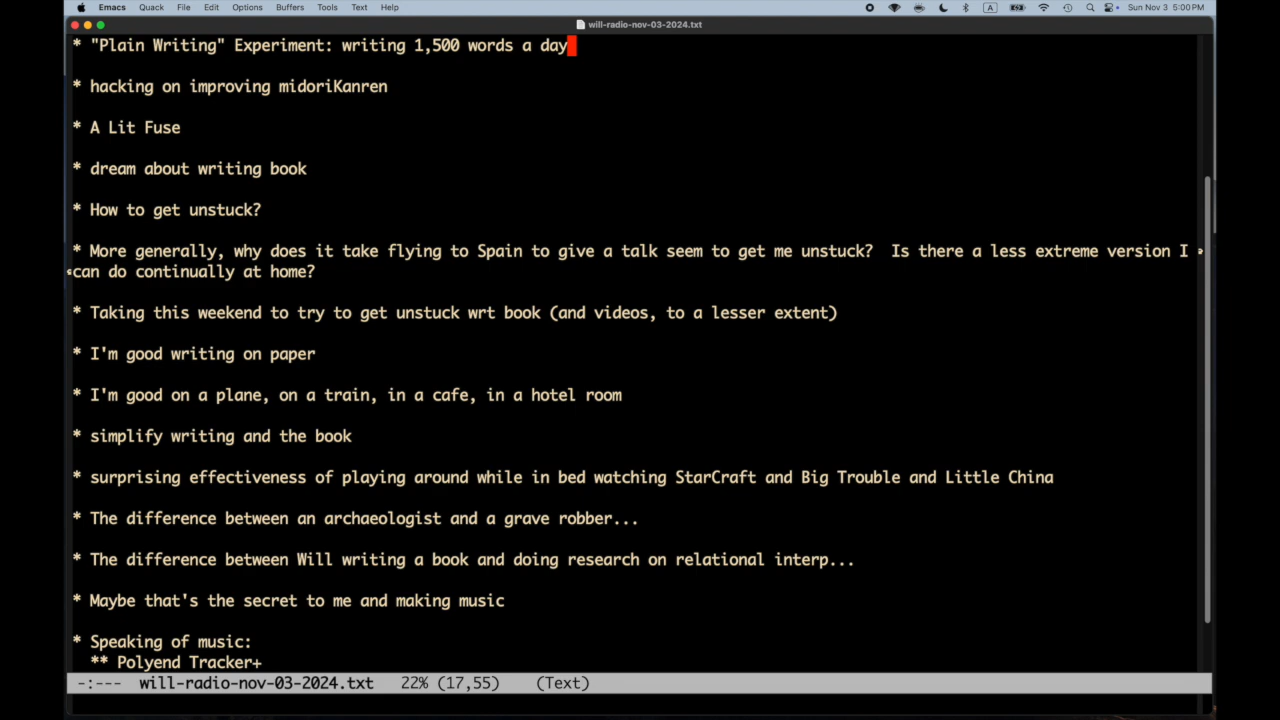 Emacs Quack File Edit Options Buffers Tools Text Help A Sun Nov 3 5:00 PM
will-radio-nov-03-2024.txt
* "Plain Writing" Experiment: writing 1,500 words a day
* hacking on improving midoriKanren
* A Lit Fuse
* dream about writing book
* How to get unstuck?
* More generally, why does it take flying to Spain to give a talk seem to get me unstuck?  Is there a less extreme version I
can do continually at home?
* Taking this weekend to try to get unstuck wrt book (and videos, to a lesser extent)
* I'm good writing on paper
* I'm good on a plane, on a train, in a cafe, in a hotel room
* simplify writing and the book
* surprising effectiveness of playing around while in bed watching StarCraft and Big Trouble and Little China
* The difference between an archaeologist and a grave robber...
* The difference between Will writing a book and doing research on relational interp...
* Maybe that's the secret to me and making music
* Speaking of music:
** Polyend Tracker+
-:--- will-radio-nov-03-2024.txt 22% (17,55) (Text)